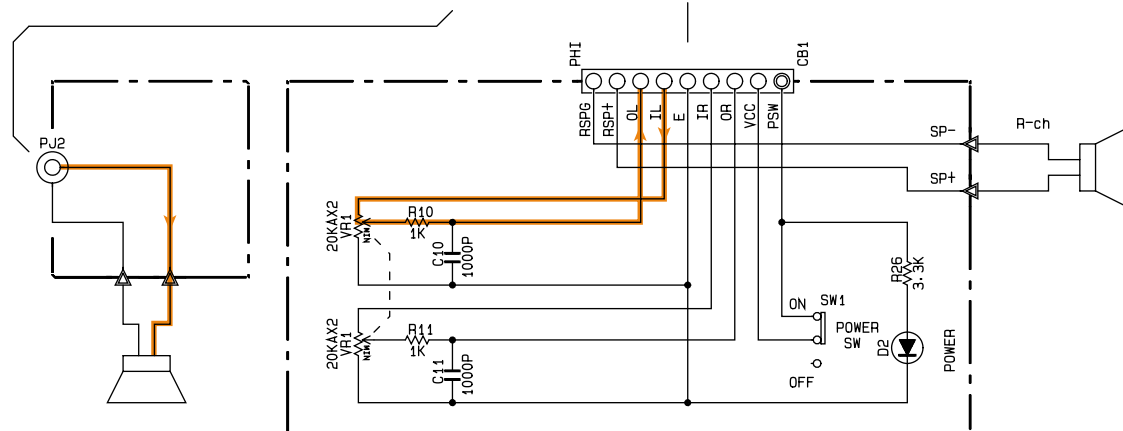 PHI
CB1
RSPG
RSP+
OL
IL
E
IR
OR
VCC
PSW
PJ2
SP-
R-ch
SP+
20KAX2
VR1
MIN
R10
1K
C10
1000P
R26
3.3K
20KAX2
VR1
MIN
R11
1K
C11
1000P
ON
SW1
POWER
SW
OFF
D2
POWER